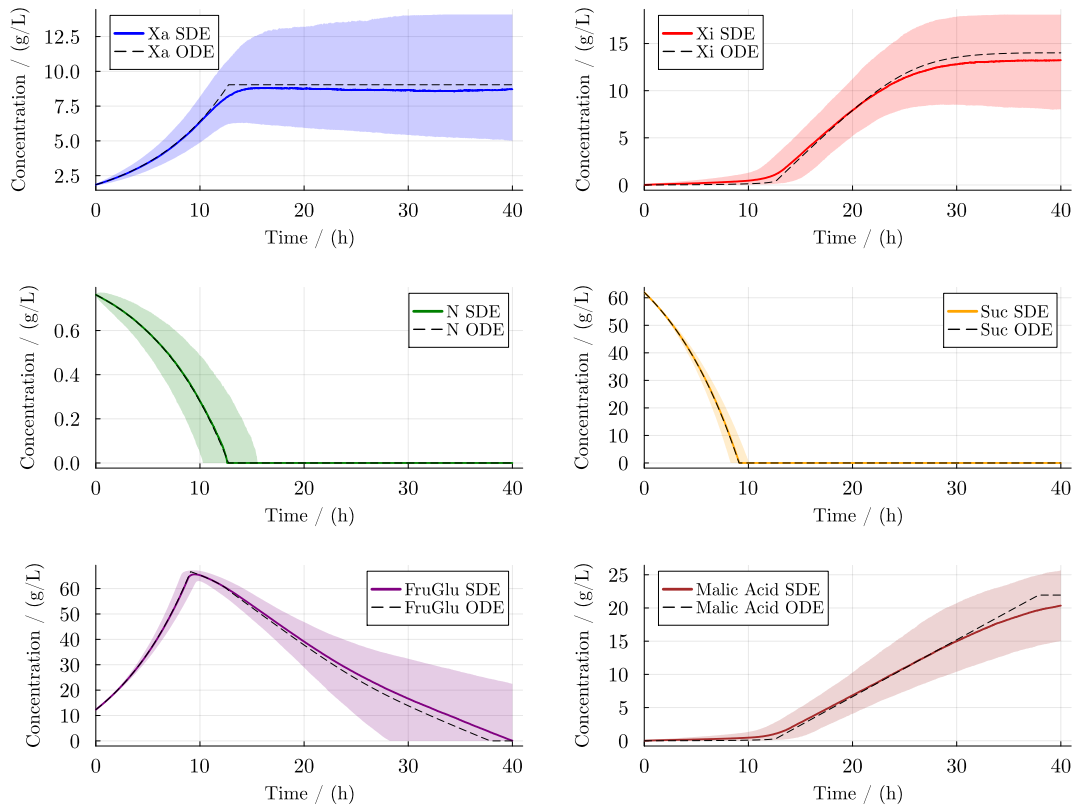 Concentration / (g/L)
12.5
10.0
7.5
5.0
2.5
Xa SDE
Xa ODE
0 10 20 30 40
Time / (h)
Concentration / (g/L)
15
10
5
0
Xi SDE
Xi ODE
0 10 20 30 40
Time / (h)
Concentration / (g/L)
0.6
0.4
0.2
0.0
N SDE
N ODE
0 10 20 30 40
Time / (h)
Concentration / (g/L)
60
50
40
30
20
10
0
Suc SDE
Suc ODE
0 10 20 30 40
Time / (h)
Concentration / (g/L)
60
50
40
30
20
10
0
FruGlu SDE
FruGlu ODE
0 10 20 30 40
Time / (h)
Concentration / (g/L)
25
20
15
10
5
0
Malic Acid SDE
Malic Acid ODE
0 10 20 30 40
Time / (h)